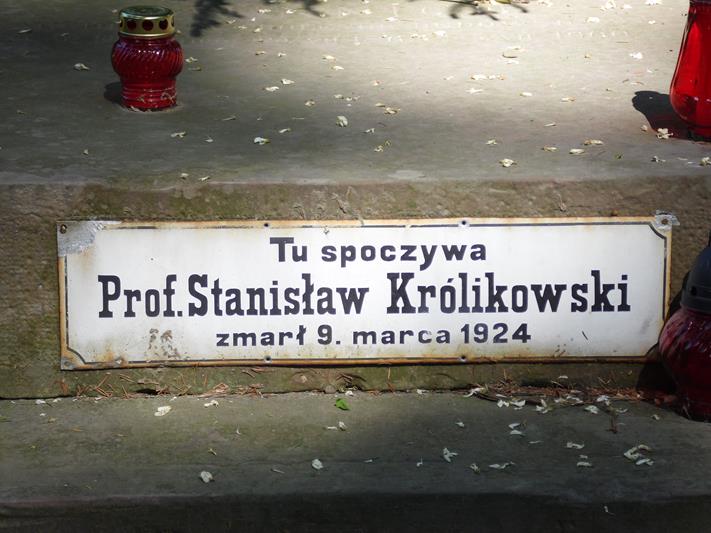 Tu spoczywa
Prof. Stanisław Królikowski
zmarł 9. marca 1924